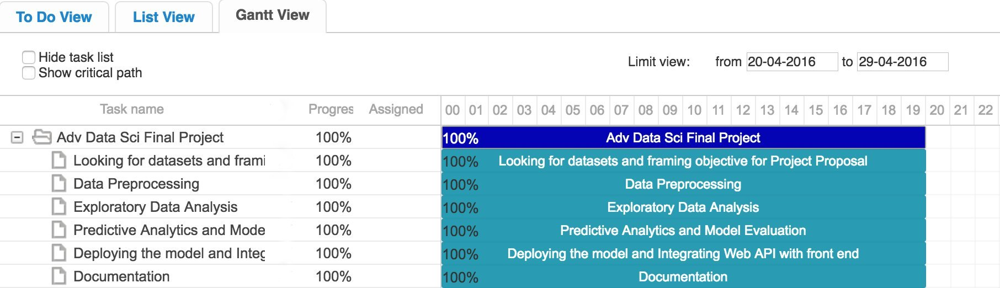 To Do View List View Gantt View
Hide task list
Show critical path
Limit view: from 20-04-2016 to 29-04-2016
Task name Progres Assigned 00 01 02 03 04 05 06 07 08 09 10 11 12 13 14 15 16 17 18 19 20 21 22
Adv Data Sci Final Project 100% 100% Adv Data Sci Final Project
Looking for datasets and frami 100% 100% Looking for datasets and framing objective for Project Proposal
Data Preprocessing 100% 100% Data Preprocessing
Exploratory Data Analysis 100% 100% Exploratory Data Analysis
Predictive Analytics and Mode 100% 100% Predictive Analytics and Model Evaluation
Deploying the model and Integ 100% 100% Deploying the model and Integrating Web API with front end
Documentation 100% 100% Documentation